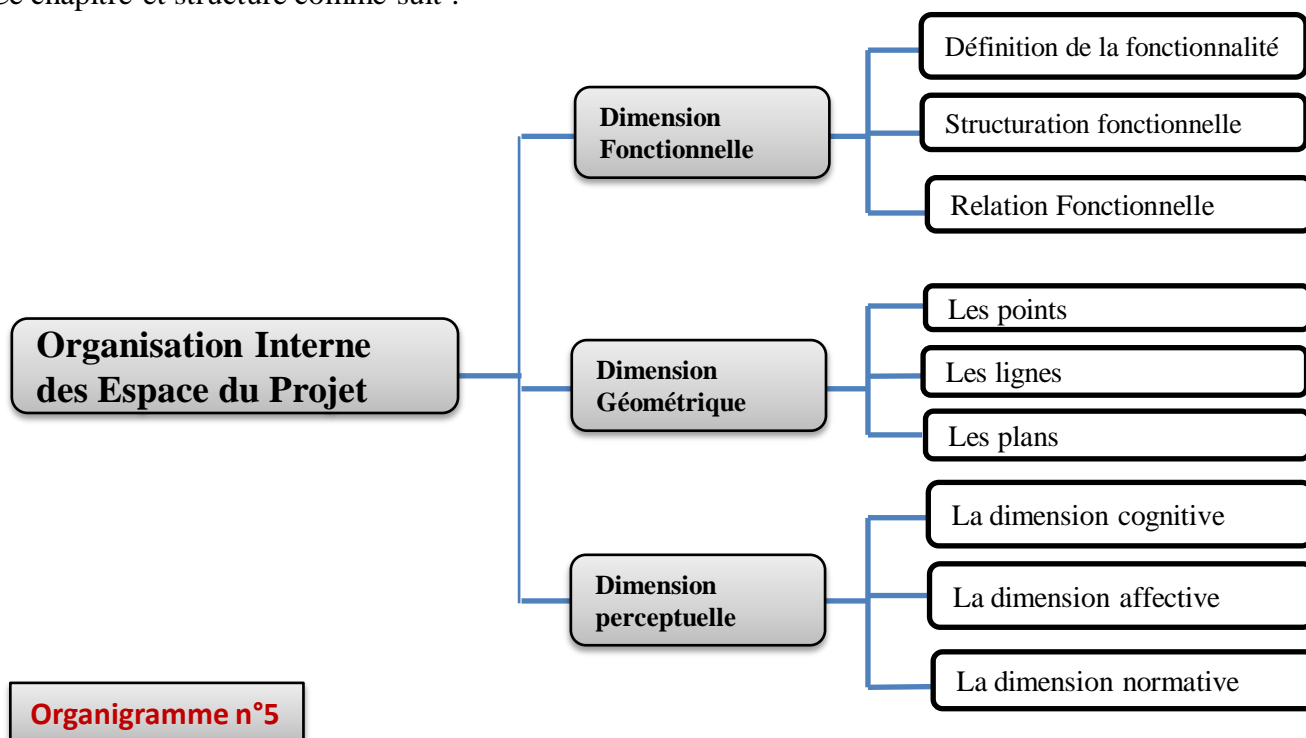 Ce chapitre et structure comme suit :
Définition de la fonctionnalité
Dimension
Fonctionnelle
Structuration fonctionnelle
Relation Fonctionnelle
Organisation Interne
des Espace du Projet
Les points
Dimension
Géométrique
Les lignes
Les plans
La dimension cognitive
Dimension
perceptuelle
La dimension affective
La dimension normative
Organigramme n°5